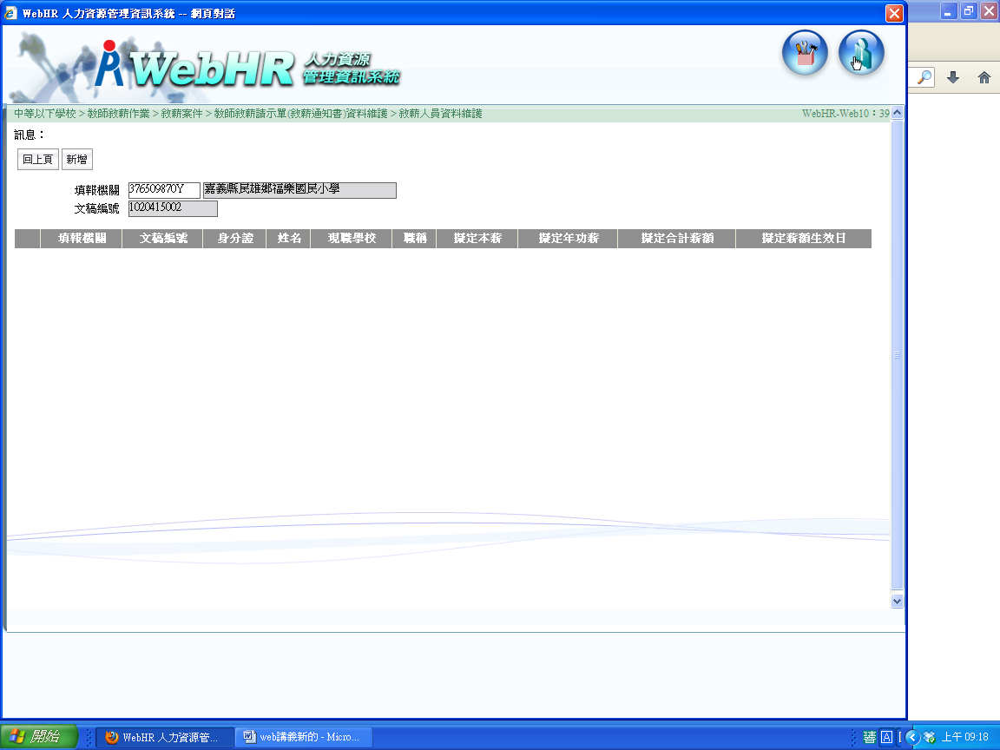 WebHR 人力資源管理資訊系統 -- 網頁對話
WebHR 人力資源
管理資訊系統
中等以下學校 > 教師敘薪作業 > 敘薪案件 > 教師敘薪請示單(敘薪通知書)資料維護 > 敘薪人員資料維護 WebHR-Web10：39
訊息：
回上頁 新增
填報機關 376509870Y 嘉義縣民雄鄉福樂國民小學
文稿編號 1020415002
填報機關 文稿編號 身分證 姓名 現職學校 職稱 擬定本薪 擬定年功薪 擬定合計薪額 擬定薪額生效日
開始 WebHR 人力資源管... web講義新的 - Micro... A 上午 09:18